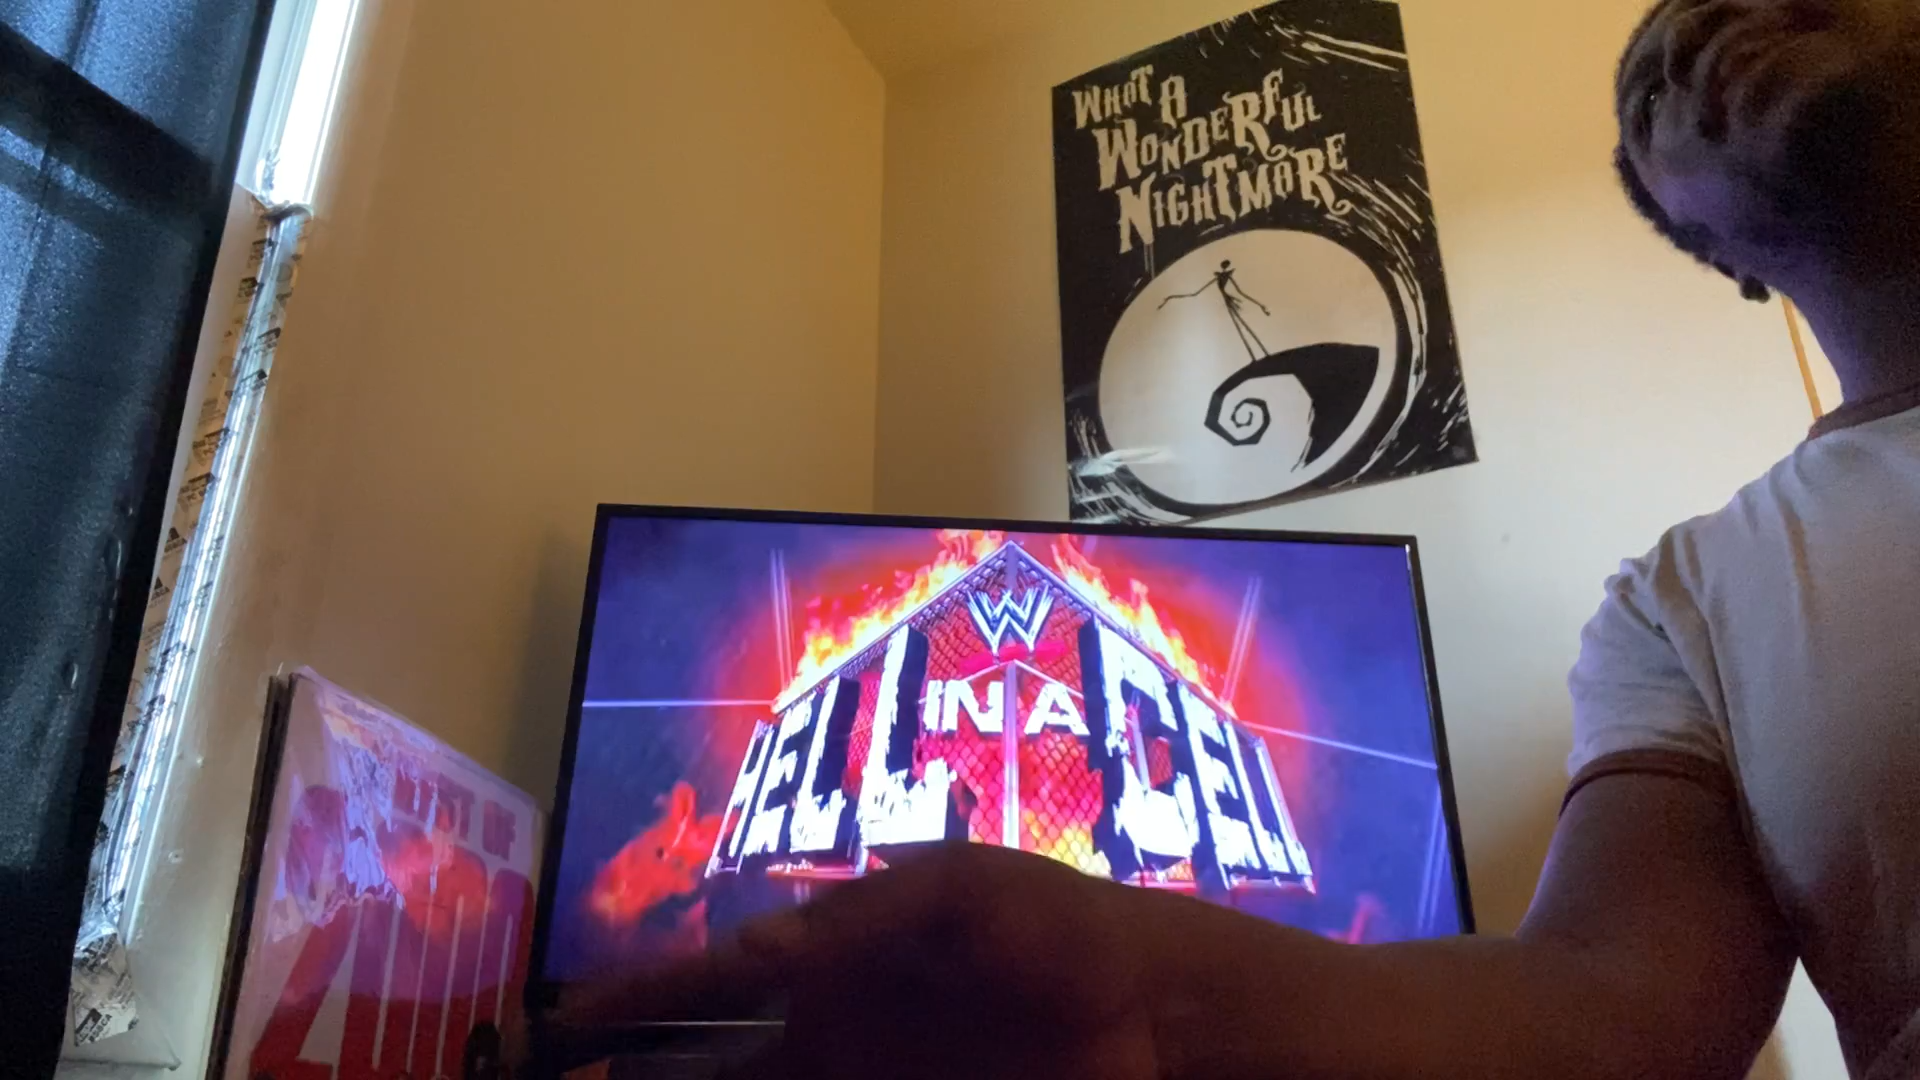 WHAT A
WONDERFUL
NIGHTMARE
W
HELL IN A CELL